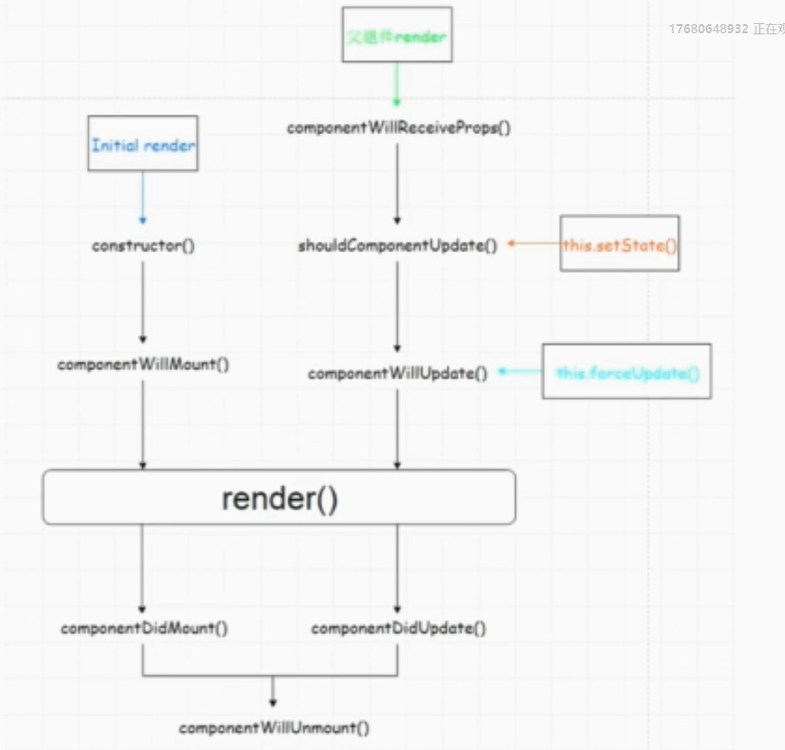 父组件render
17680648932 正在观
componentWillReceiveProps()
Initial render
constructor()
shouldComponentUpdate()
this.setState()
componentWillMount()
componentWillUpdate()
this.forceUpdate()
render()
componentDidMount()
componentDidUpdate()
componentWillUnmount()